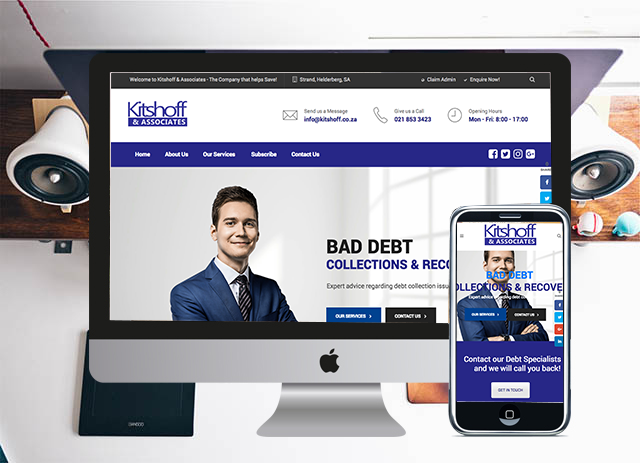 Welcome to Kitshoff & Associates - The Company that helps Save!
Strand, Helderberg, SA
Claim Admin
Enquire Now!
Kitshoff
& ASSOCIATES
Send us a Message
info@kitshoff.co.za
Give us a Call
021 853 3423
Opening Hours
Mon - Fri: 8:00 - 17:00
Home
About Us
Our Services
Subscribe
Contact Us
BAD DEBT
COLLECTIONS & RECO
Expert advice regarding debt collection issu
OUR SERVICES >
CONTACT US >
Kitshoff
& ASSOCIATES
BAD DEBT
OLLECTIONS & RECOVE
Expert advice regarding debt co
OUR SERVICES >
CONTACT US >
Contact our Debt Specialists
and we will call you back!
GET IN TOUCH
BAMBOO